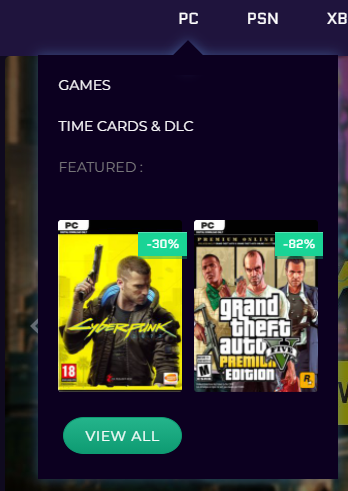 PC
PSN
XB
GAMES
TIME CARDS & DLC
FEATURED :
PC
-30%
Cyberpunk
18
PC
-82%
PREMIUM ONLINE
grand
theft
auto V
FIVE
PREMIUM
EDITION
M
R
VIEW ALL